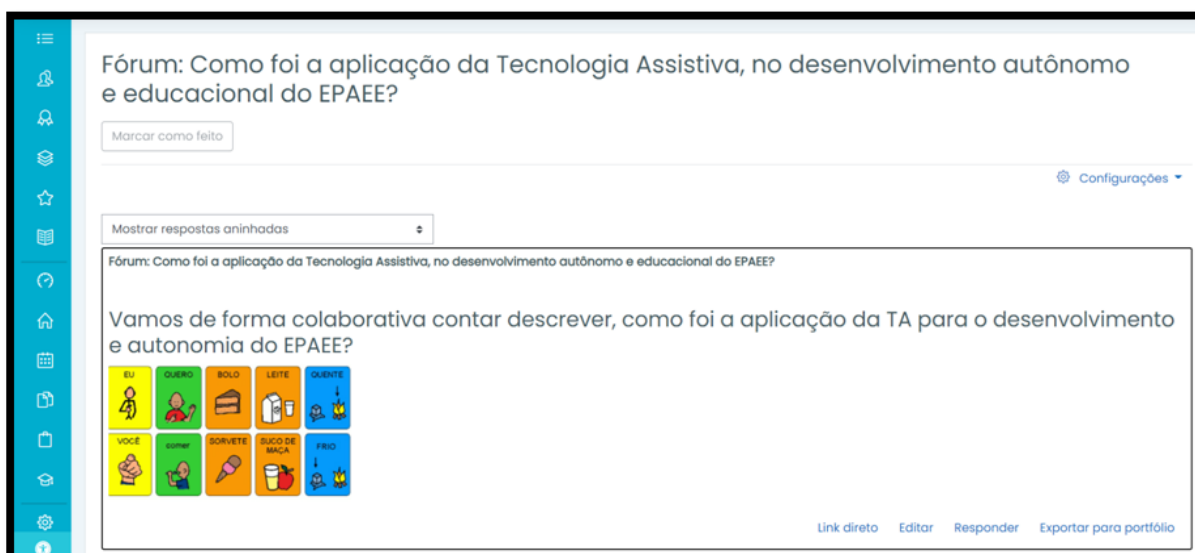 Fórum: Como foi a aplicação da Tecnologia Assistiva, no desenvolvimento autônomo
e educacional do EPAEE?
Marcar como feito
Configurações
Mostrar respostas aninhadas
Fórum: Como foi a aplicação da Tecnologia Assistiva, no desenvolvimento autônomo e educacional do EPAEE?
Vamos de forma colaborativa contar descrever, como foi a aplicação da TA para o desenvolvimento
e autonomia do EPAEE?
EU QUERO BOLO LEITE QUENTE
VOCÊ comer SORVETE SUCO DE MAÇA FRIO
Link direto Editar Responder Exportar para portfólio